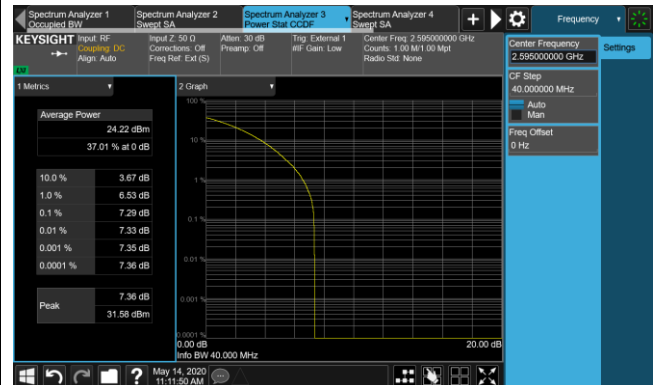 Spectrum Analyzer 1
Occupied BW
Spectrum Analyzer 2
Swept SA
Spectrum Analyzer 3
Power Stat CCDF
Spectrum Analyzer 4
Swept SA
Frequency
KEYSIGHT
Input: RF
Coupling: DC
Align: Auto
Input Z: 50 Ω
Corrections: Off
Freq Ref: Ext (S)
Atten: 30 dB
Preamp: Off
Trig: External 1
#IF Gain: Low
Center Freq: 2.595000000 GHz
Counts: 1.00 M/1.00 Mpt
Radio Std: None
Center Frequency
2.595000000 GHz
Settings
CF Step
40.000000 MHz
Auto
Man
Freq Offset
0 Hz
1 Metrics
2 Graph
Average Power
24.22 dBm
37.01 % at 0 dB
10.0 % 3.67 dB
1.0 % 6.53 dB
0.1 % 7.29 dB
0.01 % 7.33 dB
0.001 % 7.35 dB
0.0001 % 7.36 dB
Peak
7.36 dB
31.58 dBm
100 %
10 %
1 %
0.1 %
0.01 %
0.001 %
0.0001 %
0.00 dB
20.00 dB
Info BW 40.000 MHz
?
May 14, 2020
11:11:50 AM